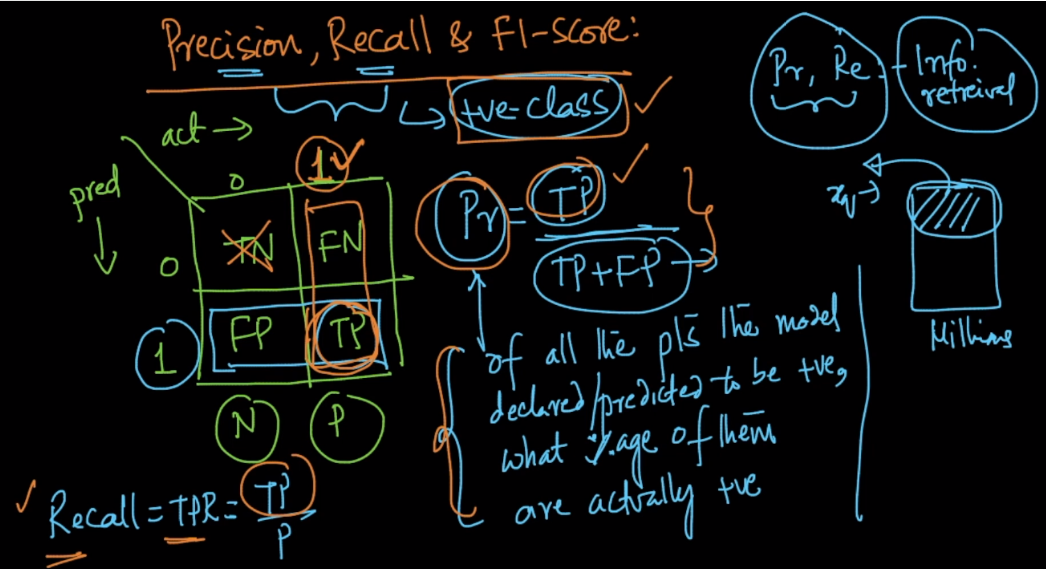 Precision, Recall & F1-score:
+ve-class
Pr, Re - Info.
retreival
act →
pred
0 1
0 TN FN
1 FP TP
N P
Pr = TP
TP+FP
xq →
Millions
of all the pts the model
declared/predicted to be +ve,
what %age of them
are actually +ve
Recall = TPR = TP
P